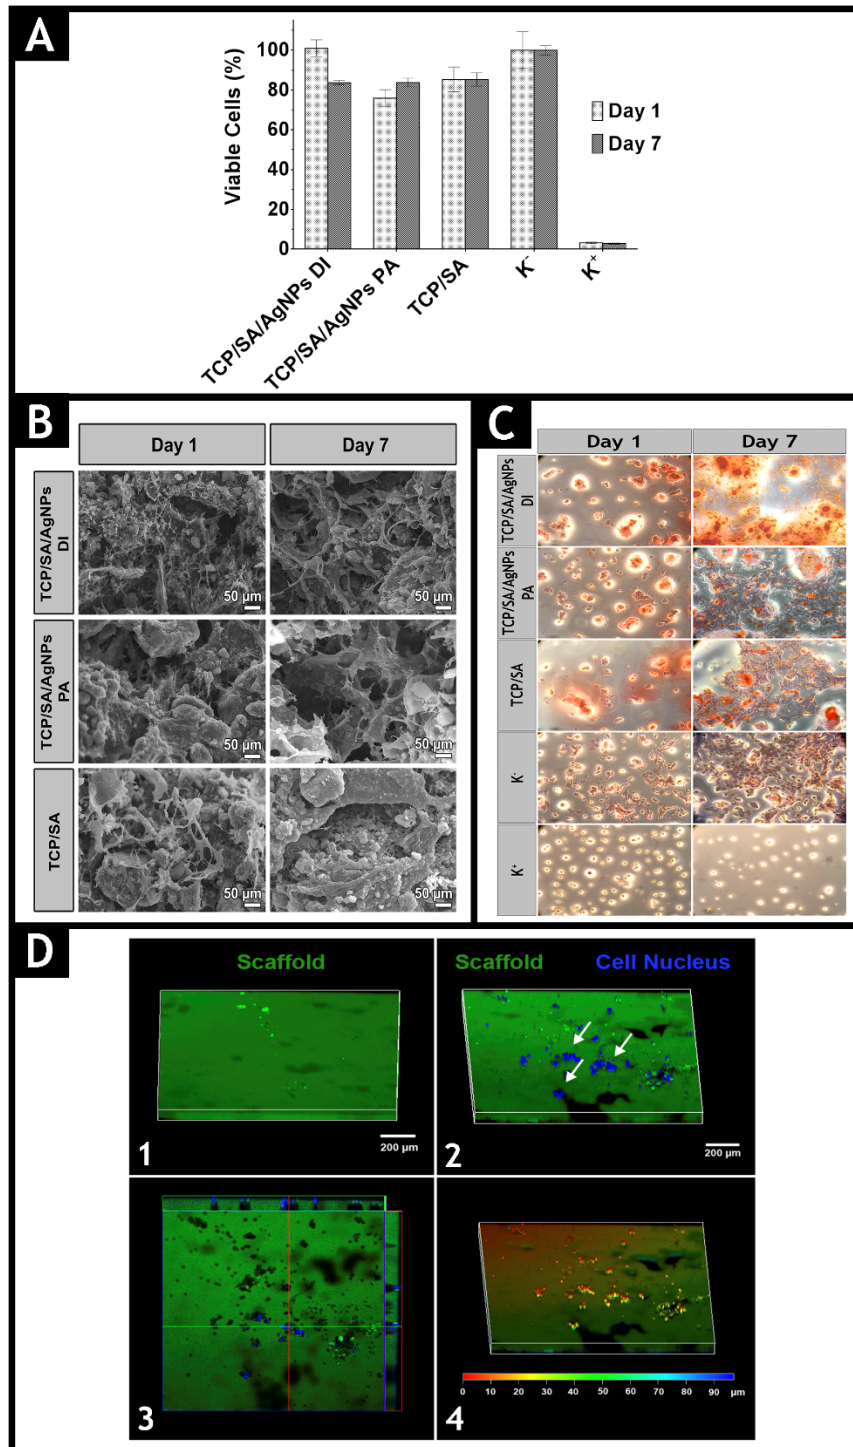 A
Viable Cells (%)
100
80
60
40
20
0
Day 1
Day 7
TCP/SA/AgNPs DI
TCP/SA/AgNPs PA
TCP/SA
K-
K+
B
Day 1
Day 7
TCP/SA/AgNPs
DI
50 µm
50 µm
TCP/SA/AgNPs
PA
50 µm
50 µm
TCP/SA
50 µm
50 µm
C
Day 1
Day 7
TCP/SA/AgNPs
DI
TCP/SA/AgNPs
PA
TCP/SA
K-
K+
D
Scaffold
200 µm
1
Scaffold Cell Nucleus
200 µm
2
3
0 10 20 30 40 50 60 70 80 90 µm
4